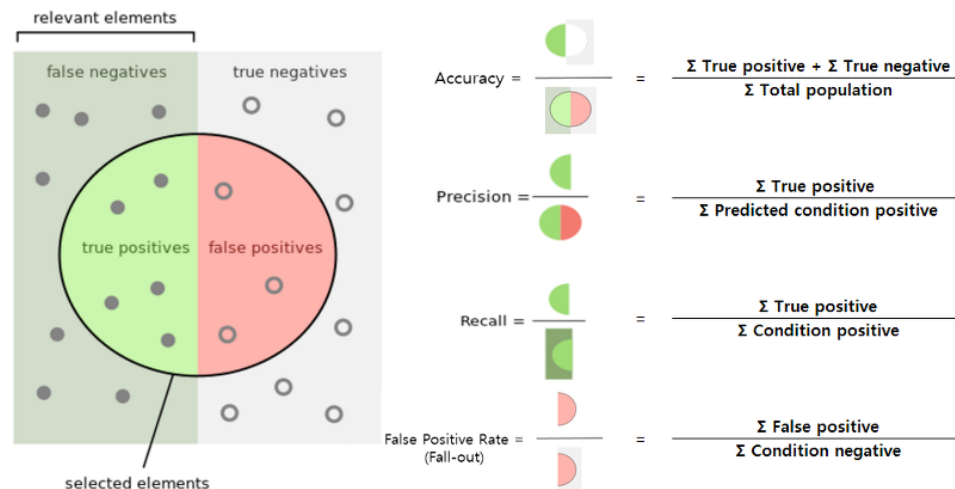 relevant elements
false negatives
true negatives
true positives
false positives
selected elements
Accuracy =
=
Σ True positive + Σ True negative
Σ Total population
Precision =
=
Σ True positive
Σ Predicted condition positive
Recall =
=
Σ True positive
Σ Condition positive
False Positive Rate =
(Fall-out)
=
Σ False positive
Σ Condition negative